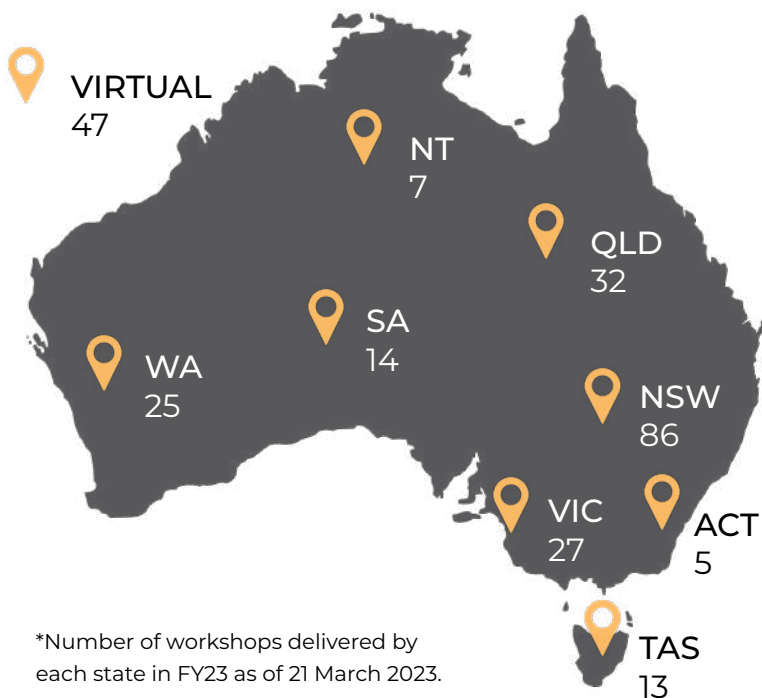 VIRTUAL
47
NT
7
QLD
32
SA
14
WA
25
NSW
86
VIC
27
ACT
5
TAS
13
*Number of workshops delivered by
each state in FY23 as of 21 March 2023.